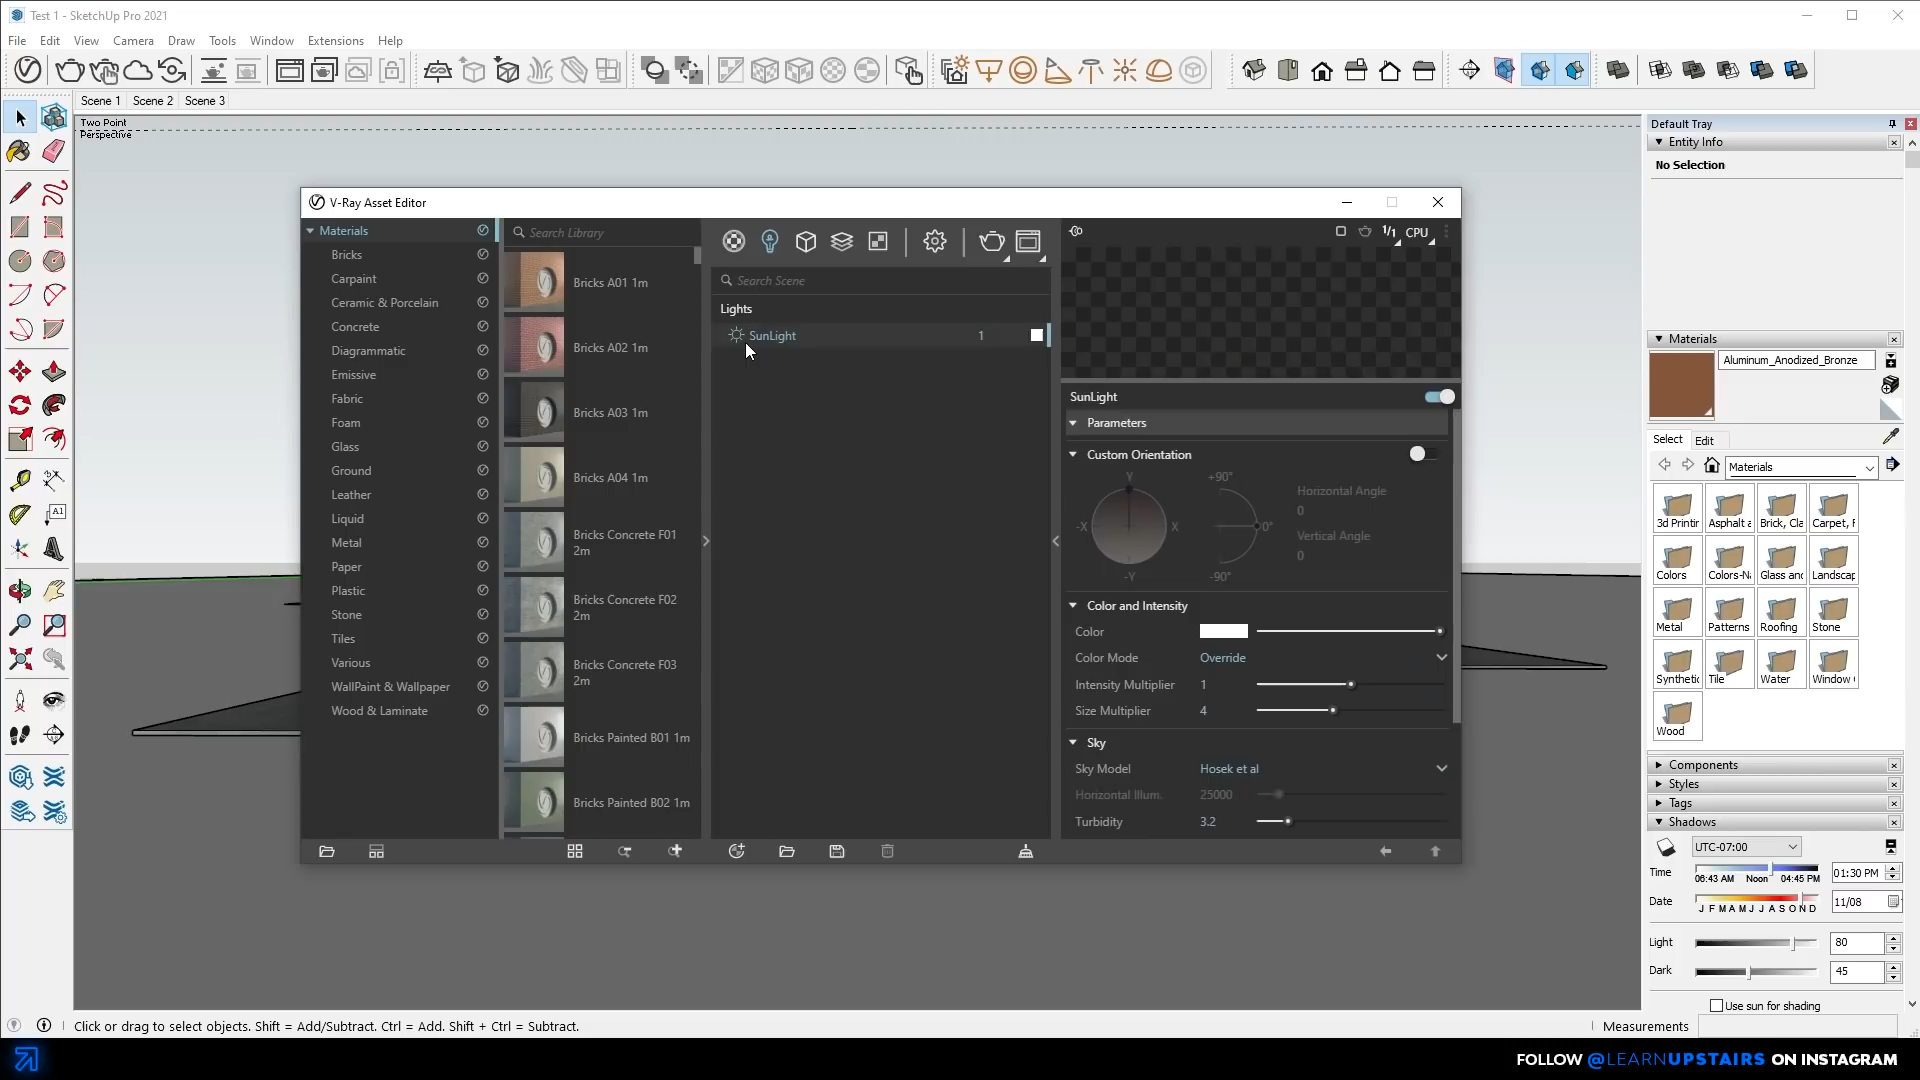 Test 1 - SketchUp Pro 2021
File Edit View Camera Draw Tools Window Extensions Help
Scene 1 Scene 2 Scene 3
Two Point
Perspective
V-Ray Asset Editor
Materials
Bricks
Carpaint
Ceramic & Porcelain
Concrete
Diagrammatic
Emissive
Fabric
Foam
Glass
Ground
Leather
Liquid
Metal
Paper
Plastic
Stone
Tiles
Various
WallPaint & Wallpaper
Wood & Laminate
Search Library
Bricks A01 1m
Bricks A02 1m
Bricks A03 1m
Bricks A04 1m
Bricks Concrete F01
2m
Bricks Concrete F02
2m
Bricks Concrete F03
2m
Bricks Painted B01 1m
Bricks Painted B02 1m
Search Scene
Lights
SunLight 1
1/1 CPU
SunLight
Parameters
Custom Orientation
Y +90°
-X X 0°
-Y -90°
Horizontal Angle
0
Vertical Angle
0
Color and Intensity
Color
Color Mode Override
Intensity Multiplier 1
Size Multiplier 4
Sky
Sky Model Hosek et al
Horizontal Illum. 25000
Turbidity 3.2
Default Tray
Entity Info
No Selection
Materials
Aluminum_Anodized_Bronze
Select Edit
Materials
3d Printin Asphalt a Brick, Cla Carpet, F
Colors Colors-Na Glass and Landscap
Metal Patterns Roofing Stone
Synthetic Tile Water Window
Wood
Components
Styles
Tags
Shadows
UTC-07:00
Time 06:43 AM Noon 04:45 PM 01:30 PM
Date J F M A M J J A S O N D 11/08
Light 80
Dark 45
Use sun for shading
Click or drag to select objects. Shift = Add/Subtract. Ctrl = Add. Shift + Ctrl = Subtract.
Measurements
FOLLOW @LEARNUPSTAIRS ON INSTAGRAM